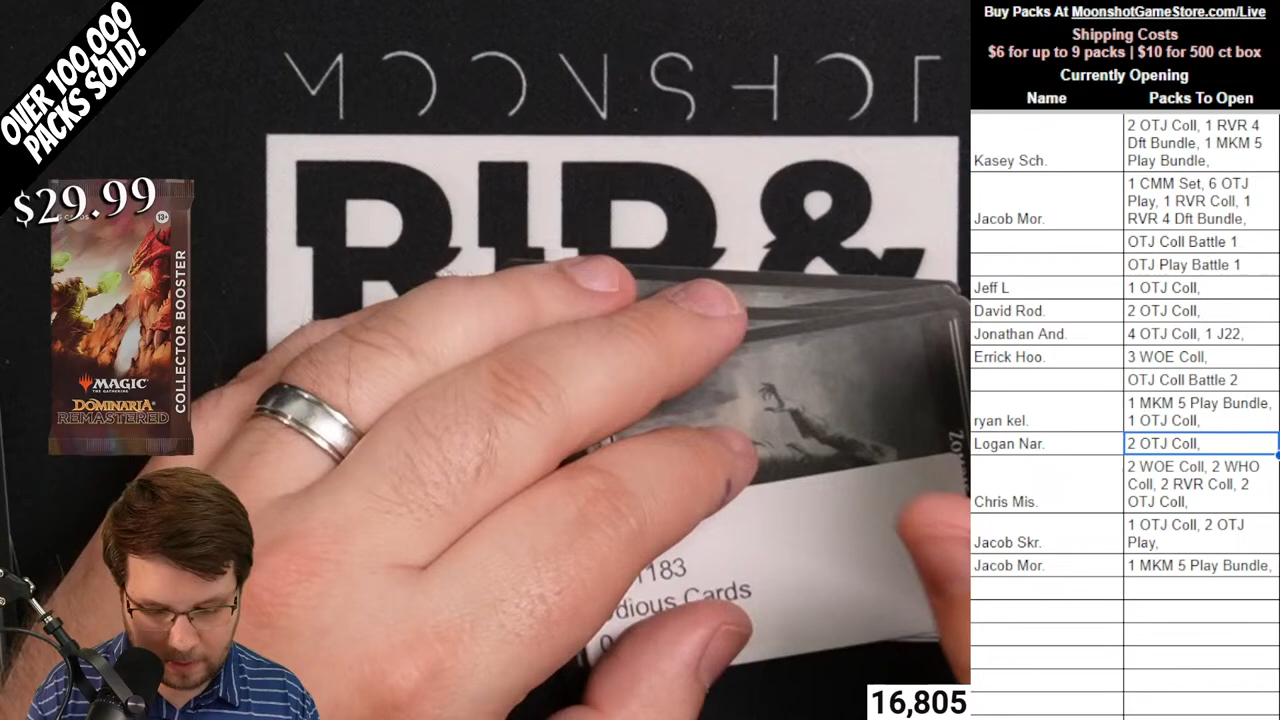 OVER 100,000
PACKS SOLD!
MOONSHOT
RIP &
$29.99
13+
COLLECTOR BOOSTER
MAGIC
THE GATHERING
DOMINARIA
REMASTERED
1183
dious Cards
16,805
Buy Packs At MoonshotGameStore.com/Live
Shipping Costs
$6 for up to 9 packs | $10 for 500 ct box
Currently Opening
Name Packs To Open
Kasey Sch. 2 OTJ Coll, 1 RVR 4
Dft Bundle, 1 MKM 5
Play Bundle,
Jacob Mor. 1 CMM Set, 6 OTJ
Play, 1 RVR Coll, 1
RVR 4 Dft Bundle,
OTJ Coll Battle 1
OTJ Play Battle 1
Jeff L 1 OTJ Coll,
David Rod. 2 OTJ Coll,
Jonathan And. 4 OTJ Coll, 1 J22,
Errick Hoo. 3 WOE Coll,
OTJ Coll Battle 2
ryan kel. 1 MKM 5 Play Bundle,
1 OTJ Coll,
Logan Nar. 2 OTJ Coll,
Chris Mis. 2 WOE Coll, 2 WHO
Coll, 2 RVR Coll, 2
OTJ Coll,
Jacob Skr. 1 OTJ Coll, 2 OTJ
Play,
Jacob Mor. 1 MKM 5 Play Bundle,